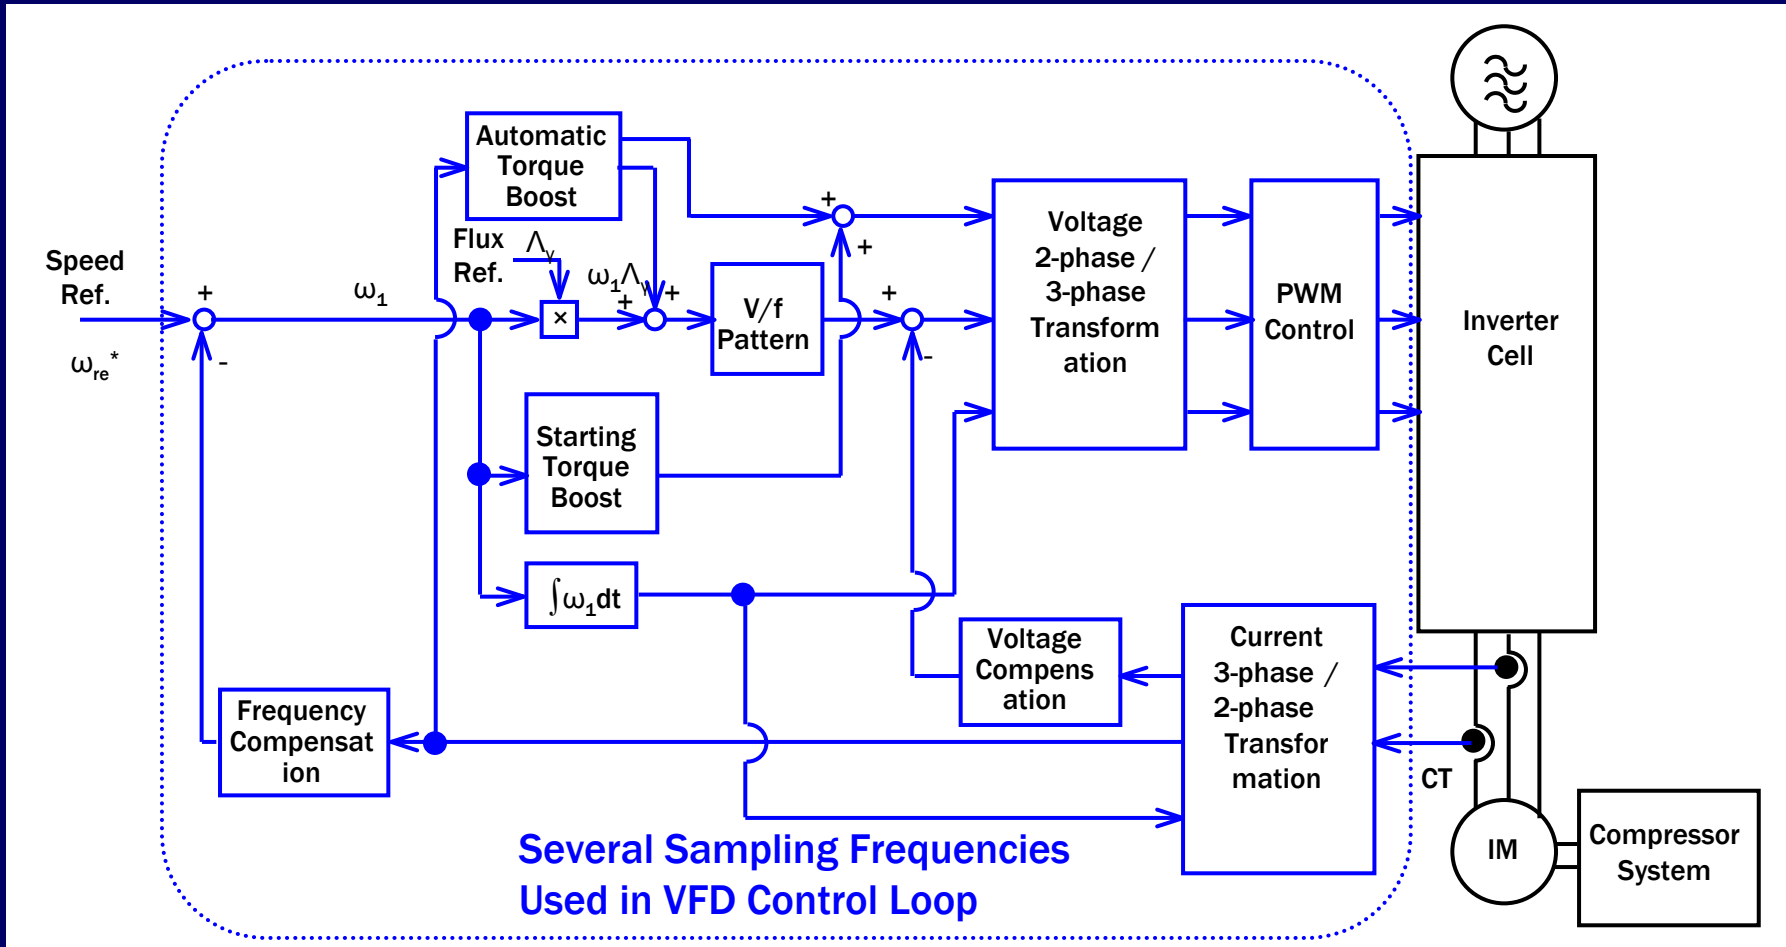 Automatic
Torque
Boost
Flux
Ref.
Λγ
Speed
Ref.
ωre*
+
-
ω1
×
ω1Λγ
+
+
V/f
Pattern
+
+
+
-
Voltage
2-phase /
3-phase
Transform
ation
PWM
Control
Inverter
Cell
Starting
Torque
Boost
∫ω1dt
Voltage
Compens
ation
Current
3-phase /
2-phase
Transfor
mation
Frequency
Compensat
ion
CT
IM
Compressor
System
Several Sampling Frequencies
Used in VFD Control Loop